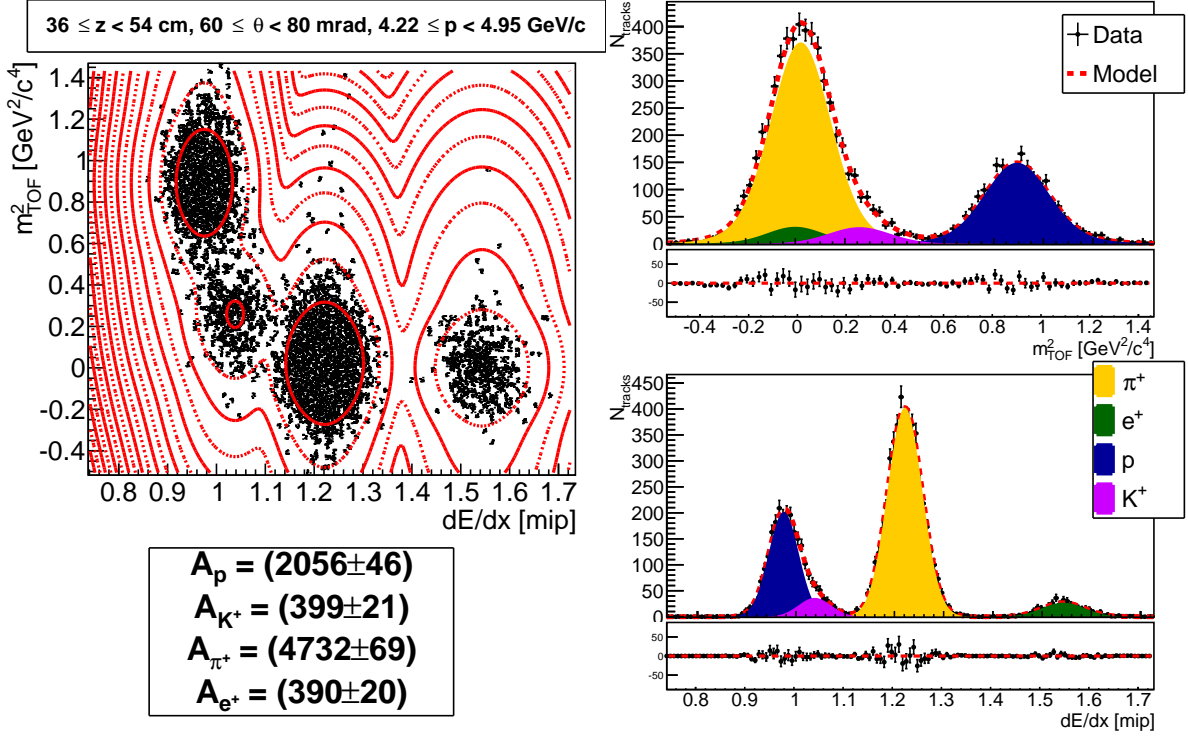 36 ≤ z < 54 cm, 60 ≤ θ < 80 mrad, 4.22 ≤ p < 4.95 GeV/c
m²TOF [GeV²/c⁴]
1.4
1.2
1
0.8
0.6
0.4
0.2
0
-0.2
-0.4
0.8 0.9 1 1.1 1.2 1.3 1.4 1.5 1.6 1.7
dE/dx [mip]
Ap = (2056±46)
AK⁺ = (399±21)
Aπ⁺ = (4732±69)
Ae⁺ = (390±20)
Ntracks
400
350
300
250
200
150
100
50
0
Data
Model
50
0
-50
-0.4 -0.2 0 0.2 0.4 0.6 0.8 1 1.2 1.4
m²TOF [GeV²/c⁴]
Ntracks
450
400
350
300
250
200
150
100
50
0
π⁺
e⁺
p
K⁺
50
0
-50
0.8 0.9 1 1.1 1.2 1.3 1.4 1.5 1.6 1.7
dE/dx [mip]